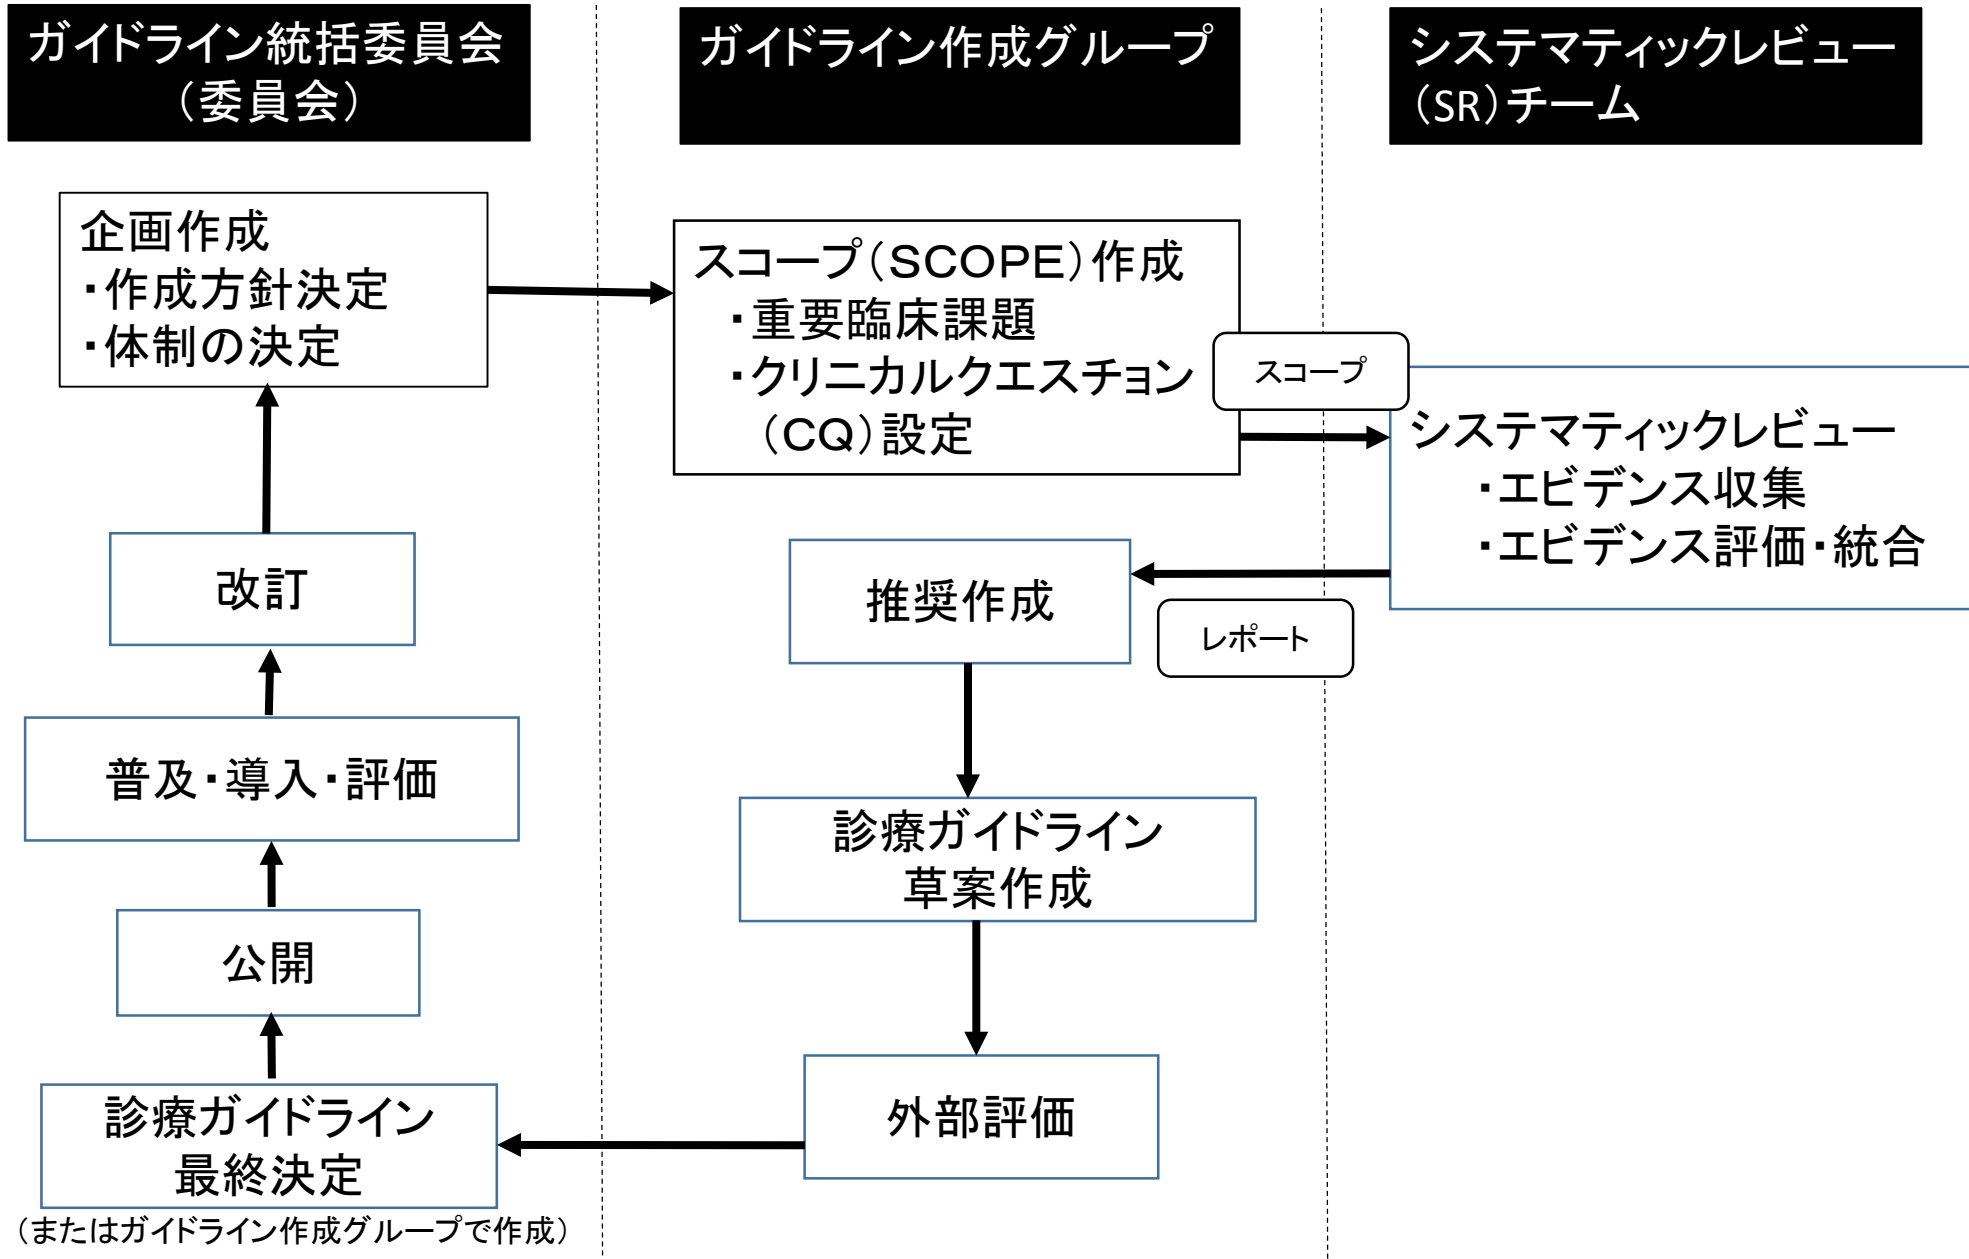 ガイドライン統括委員会
（委員会）
ガイドライン作成グループ
システマティックレビュー
（SR）チーム
企画作成
・作成方針決定
・体制の決定
スコープ（SCOPE）作成
・重要臨床課題
・クリニカルクエスチョン
（CQ）設定
スコープ
システマティックレビュー
・エビデンス収集
・エビデンス評価・統合
レポート
推奨作成
診療ガイドライン
草案作成
外部評価
診療ガイドライン
最終決定
（またはガイドライン作成グループで作成）
公開
普及・導入・評価
改訂